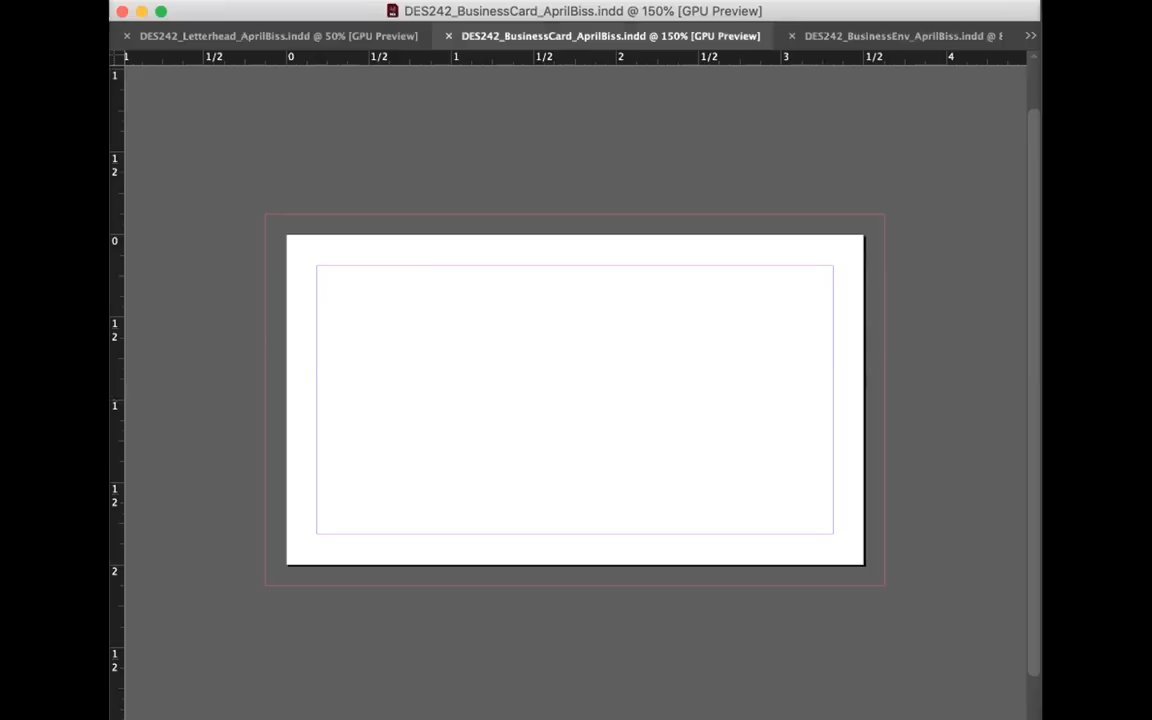 DES242_BusinessCard_AprilBiss.indd @ 150% [GPU Preview]
× DES242_Letterhead_AprilBiss.indd @ 50% [GPU Preview]
× DES242_BusinessCard_AprilBiss.indd @ 150% [GPU Preview]
× DES242_BusinessEnv_AprilBiss.indd @
1 1/2 0 1/2 1 1/2 2 1/2 3 1/2 4
1
1
2
0
1
2
1
1
2
2
1
2